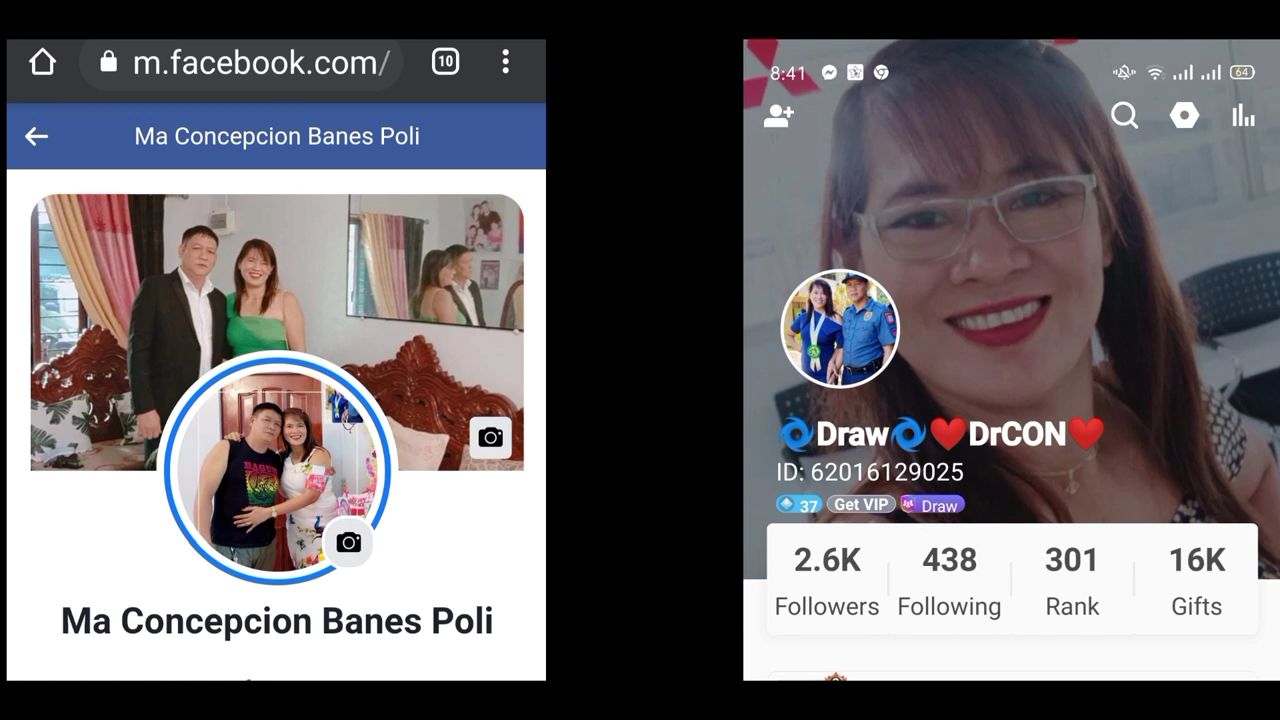 m.facebook.com/
10
Ma Concepcion Banes Poli
Ma Concepcion Banes Poli
8:41
64
Draw DrCON
ID: 62016129025
37 Get VIP Draw
2.6K 438 301 16K
Followers Following Rank Gifts